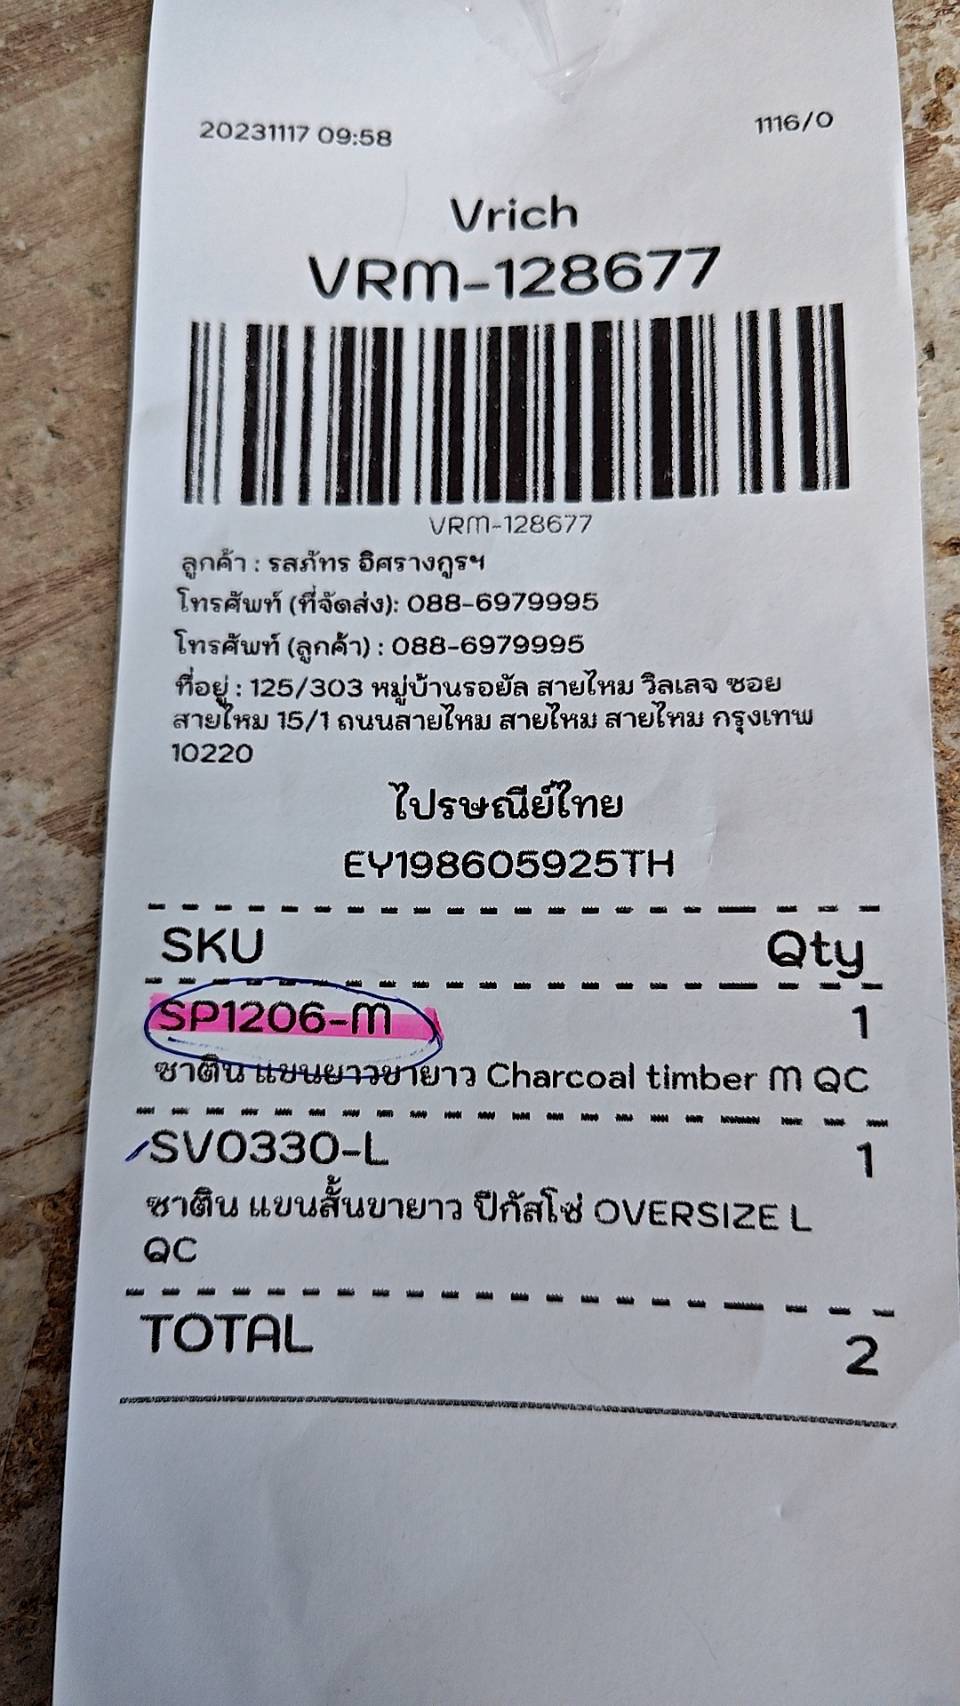 20231117 09:58
1116/0
Vrich
VRM-128677
VRM-128677
ลูกค้า : รสภัทร อิศรางกูรฯ
โทรศัพท์ (ที่จัดส่ง): 088-6979995
โทรศัพท์ (ลูกค้า) : 088-6979995
ที่อยู่ : 125/303 หมู่บ้านรอยัล สายไหม วิลเลจ ซอย
สายไหม 15/1 ถนนสายไหม สายไหม สายไหม กรุงเทพ
10220
ไปรษณีย์ไทย
EY198605925TH
SKU Qty
SP1206-M 1
ซาติน แขนยาวขายาว Charcoal timber M QC
SV0330-L 1
ซาติน แขนสั้นขายาว ปีกัสโซ่ OVERSIZE L
QC
TOTAL 2